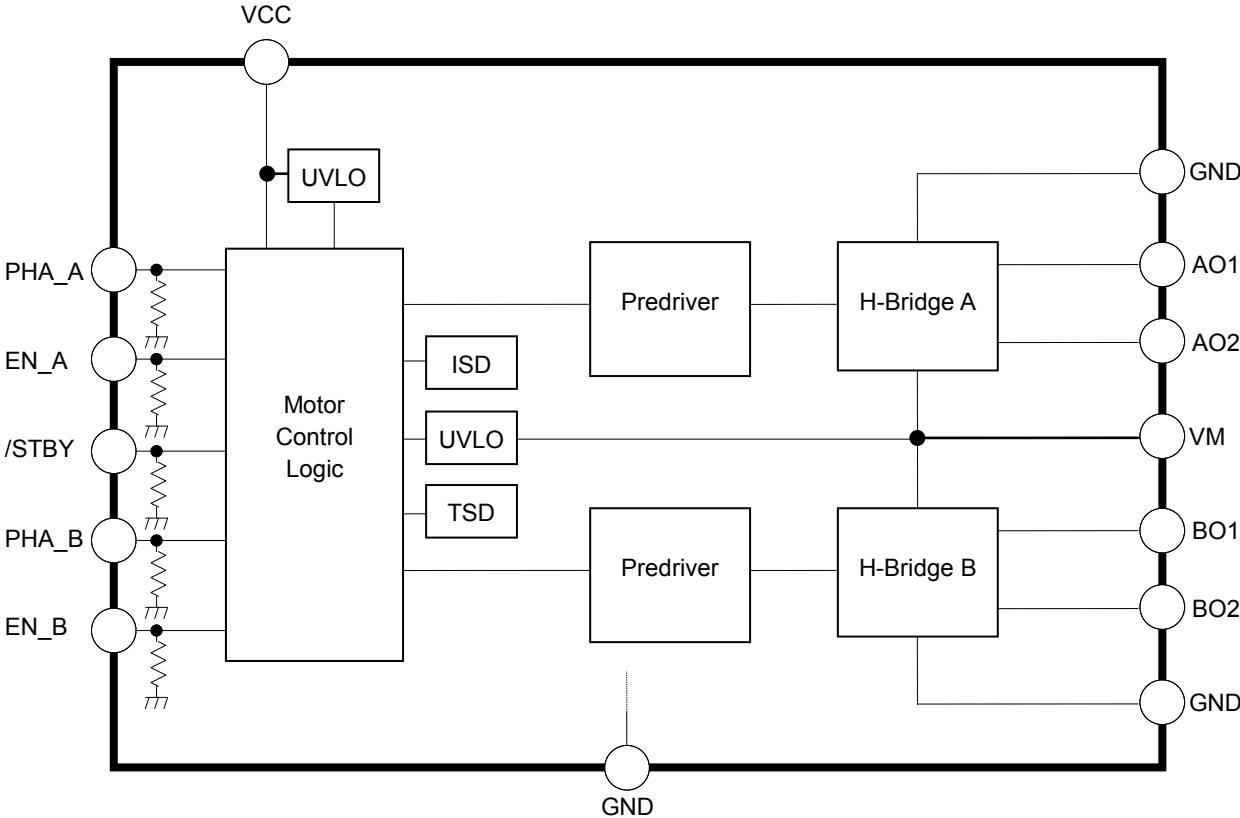 VCC
UVLO
GND
PHA_A
AO1
Predriver
H-Bridge A
AO2
EN_A
ISD
Motor
Control
Logic
/STBY
UVLO
VM
TSD
PHA_B
BO1
Predriver
H-Bridge B
BO2
EN_B
GND
GND